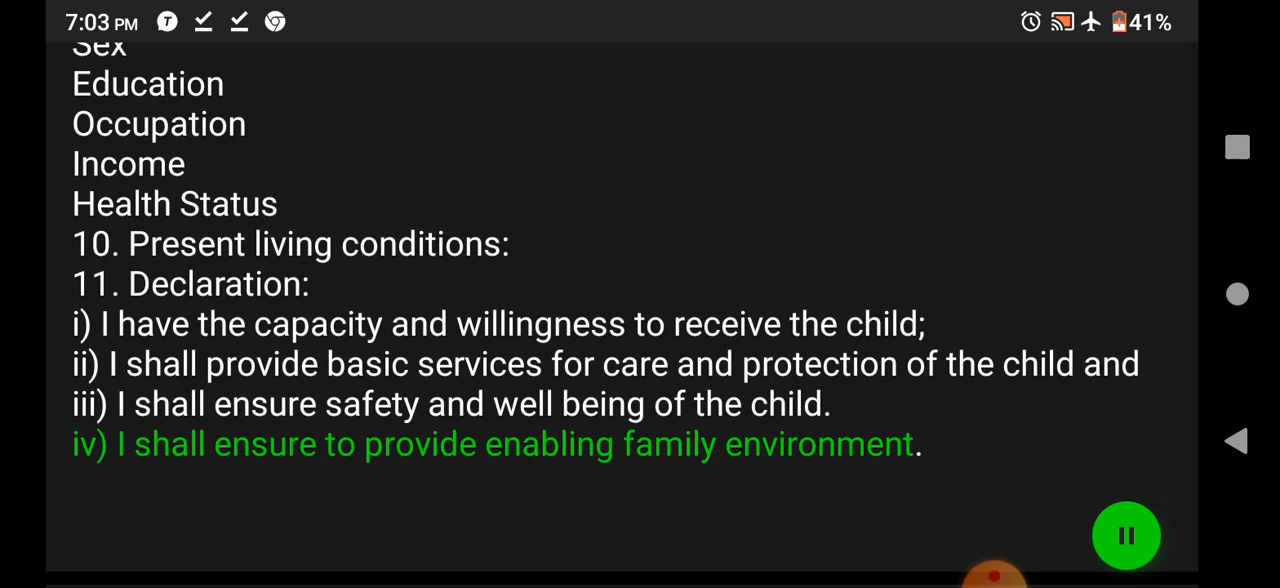 7:03 PM 41%
Sex
Education
Occupation
Income
Health Status
10. Present living conditions:
11. Declaration:
i) I have the capacity and willingness to receive the child;
ii) I shall provide basic services for care and protection of the child and
iii) I shall ensure safety and well being of the child.
iv) I shall ensure to provide enabling family environment.